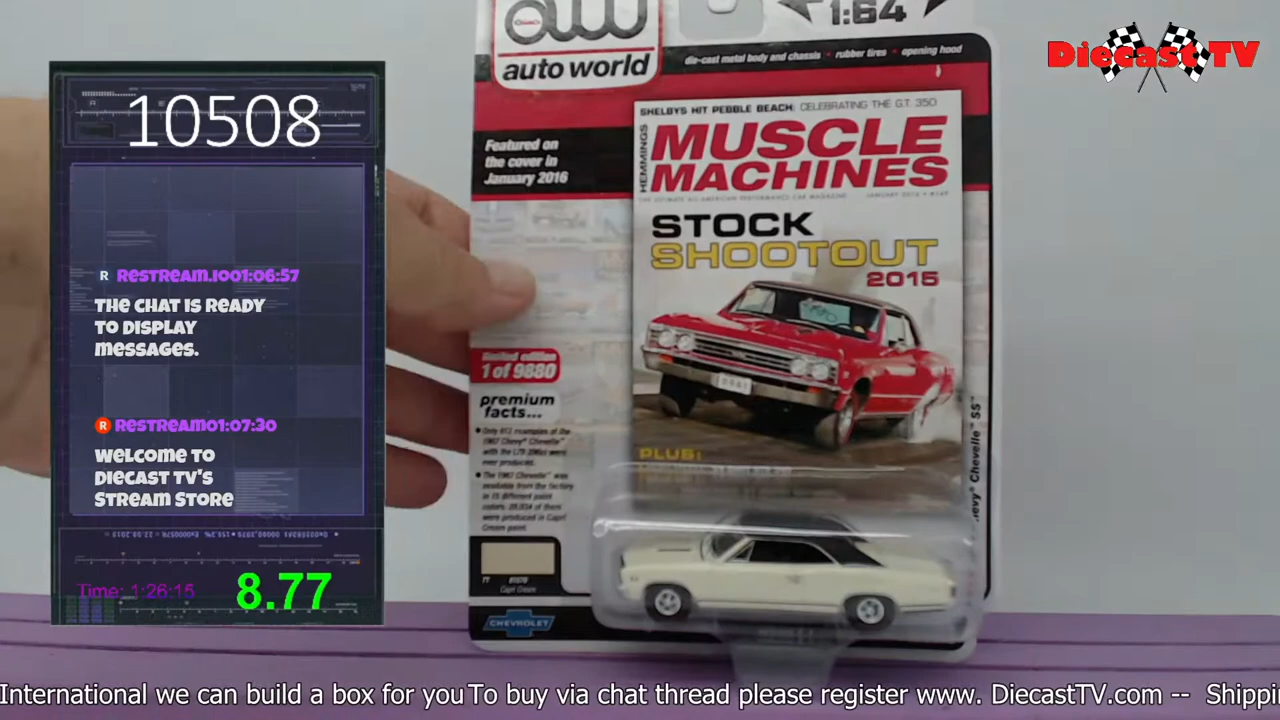 10508
RESTREAM.IO01:06:57
THE CHAT IS READY
TO DISPLAY
MESSAGES.
RESTREAM01:07:30
WELCOME TO
DIECAST TV'S
STREAM STORE
Time: 1:26:15
8.77
auto world
1:64
die-cast metal body and chassis • rubber tires • opening hood
Diecast TV
Featured on
the cover in
January 2016
SHELBYS HIT PEBBLE BEACH: CELEBRATING THE G.T. 350
HEMMINGS
MUSCLE
MACHINES
STOCK
SHOOTOUT
2015
PLUS:
limited edition
1 of 9880
premium
facts...
Capri Cream
CHEVROLET
Chevelle™ SS™
International we can build a box for you To buy via chat thread please register www. DiecastTV.com -- Shippi